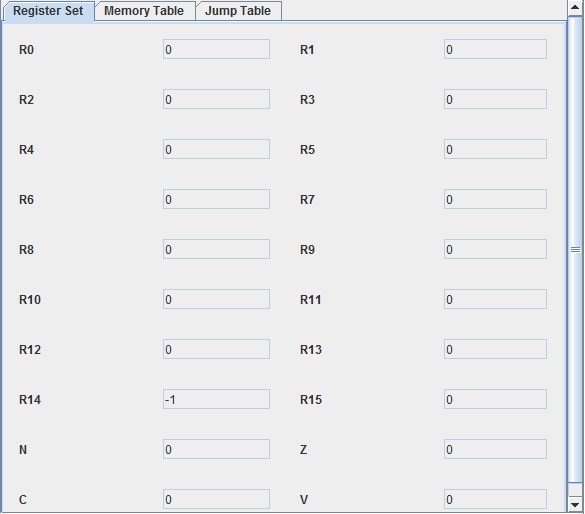 Register Set Memory Table Jump Table
R0 0 R1 0
R2 0 R3 0
R4 0 R5 0
R6 0 R7 0
R8 0 R9 0
R10 0 R11 0
R12 0 R13 0
R14 -1 R15 0
N 0 Z 0
C 0 V 0